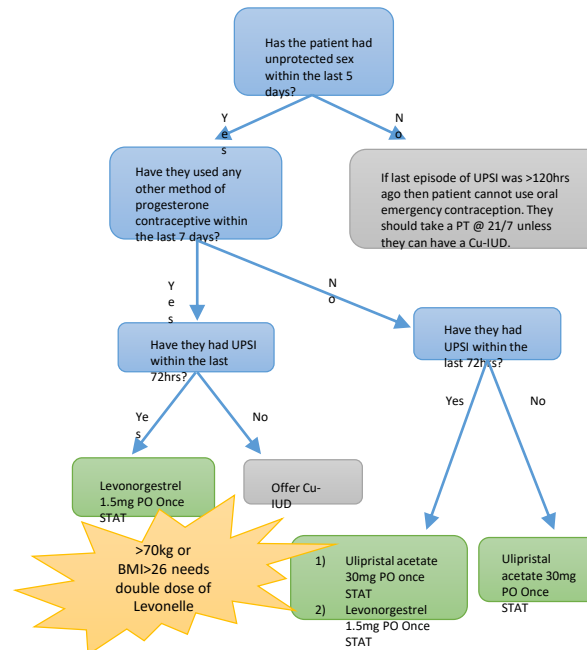 Has the patient had
unprotected sex
within the last 5
days?
Yes
No
Have they used any
other method of
progesterone
contraceptive within
the last 7 days?
If last episode of UPSI was >120hrs
ago then patient cannot use oral
emergency contraception. They
should take a PT @ 21/7 unless
they can have a Cu-IUD.
Yes
No
Have they had UPSI
within the last
72hrs?
Have they had
UPSI within the
last 72hrs?
Yes
No
Yes
No
Levonorgestrel
1.5mg PO Once
STAT
Offer Cu-
IUD
>70kg or
BMI>26 needs
double dose of
Levonelle
1) Ulipristal acetate
30mg PO once
STAT
2) Levonorgestrel
1.5mg PO Once
STAT
Ulipristal
acetate 30mg
PO Once
STAT